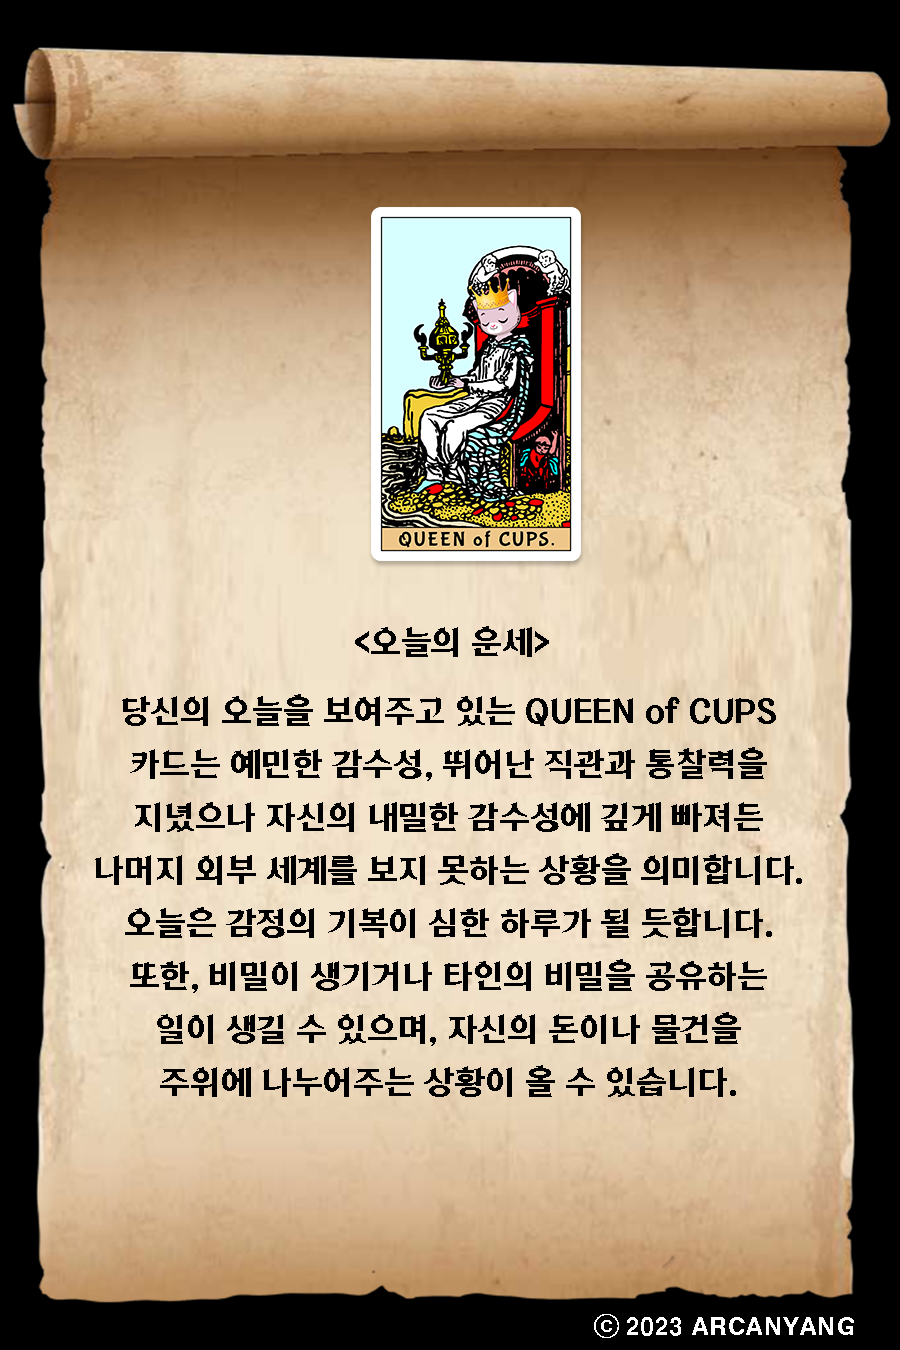 QUEEN of CUPS.
<오늘의 운세>
당신의 오늘을 보여주고 있는 QUEEN of CUPS
카드는 예민한 감수성, 뛰어난 직관과 통찰력을
지녔으나 자신의 내밀한 감수성에 깊게 빠져든
나머지 외부 세계를 보지 못하는 상황을 의미합니다.
오늘은 감정의 기복이 심한 하루가 될 듯합니다.
또한, 비밀이 생기거나 타인의 비밀을 공유하는
일이 생길 수 있으며, 자신의 돈이나 물건을
주위에 나누어주는 상황이 올 수 있습니다.
ⓒ 2023 ARCANYANG